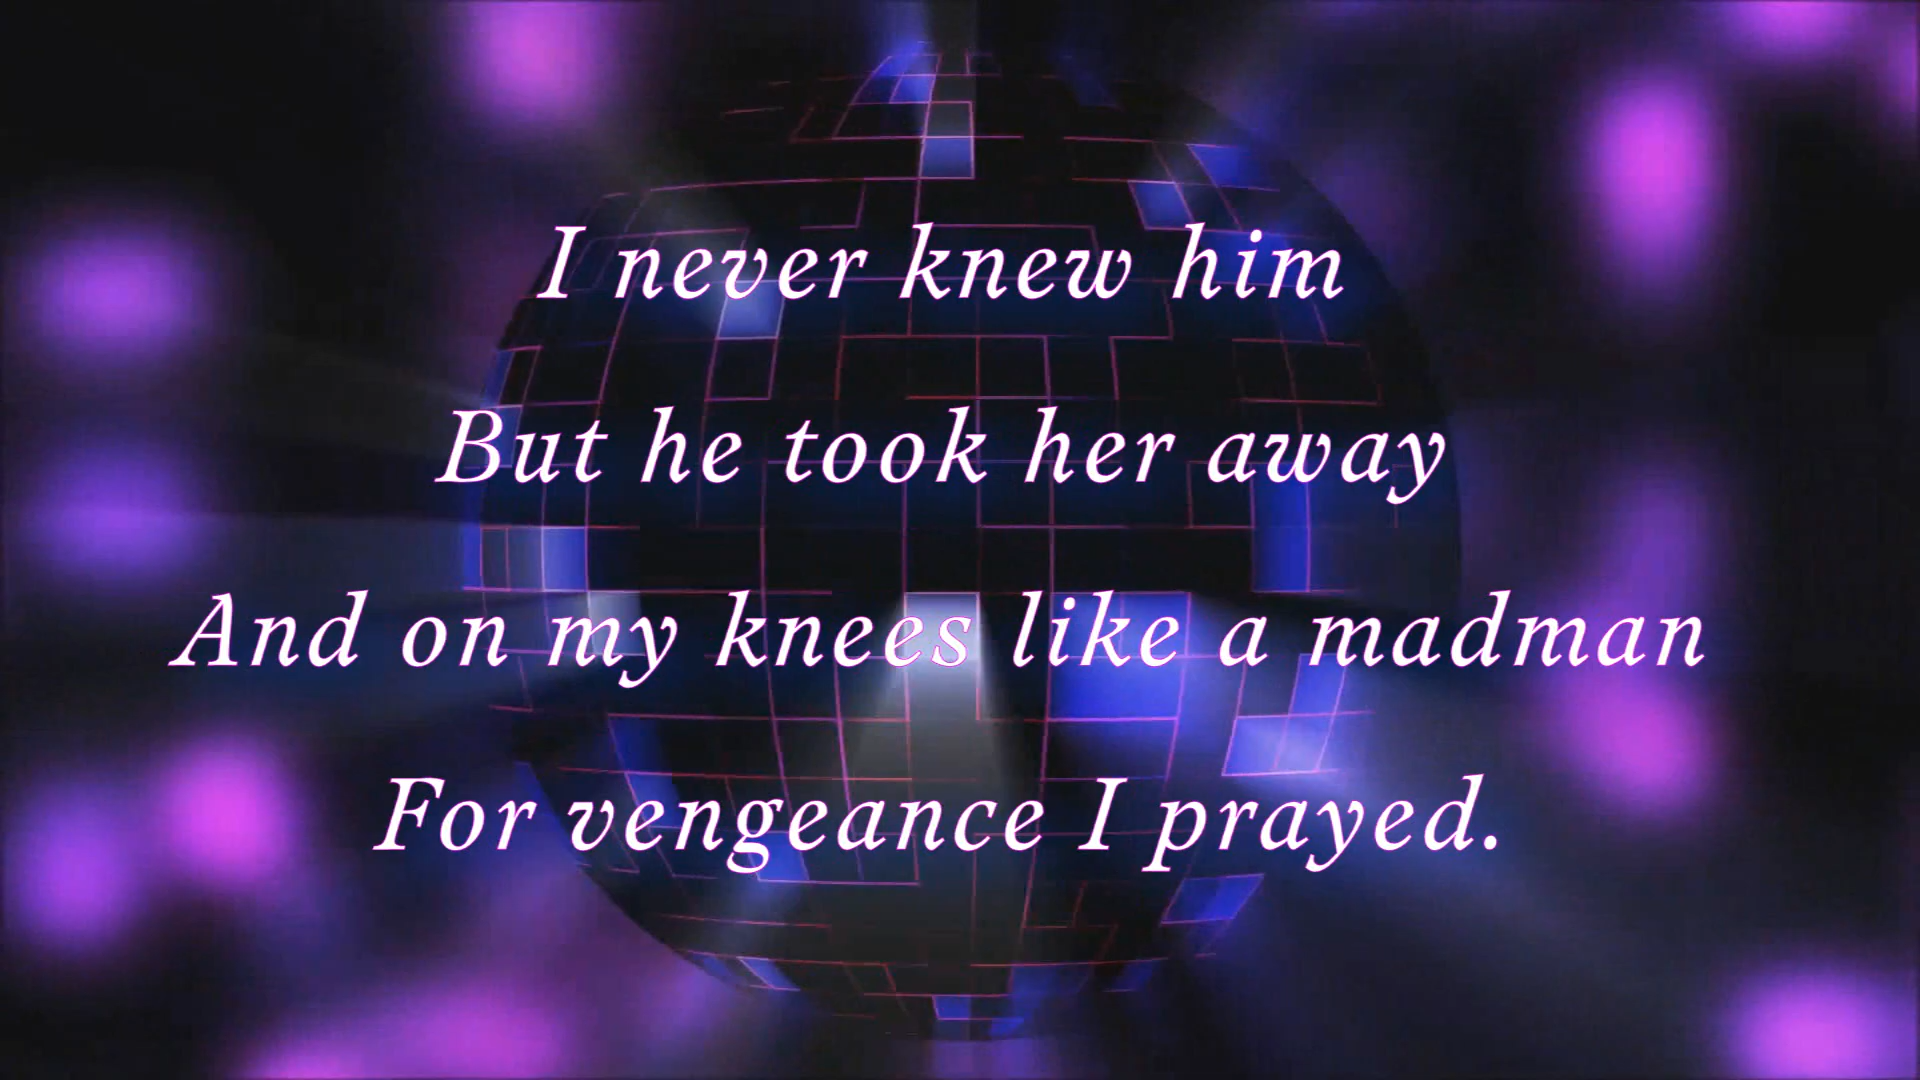 I never knew him
But he took her away
And on my knees like a madman
For vengeance I prayed.